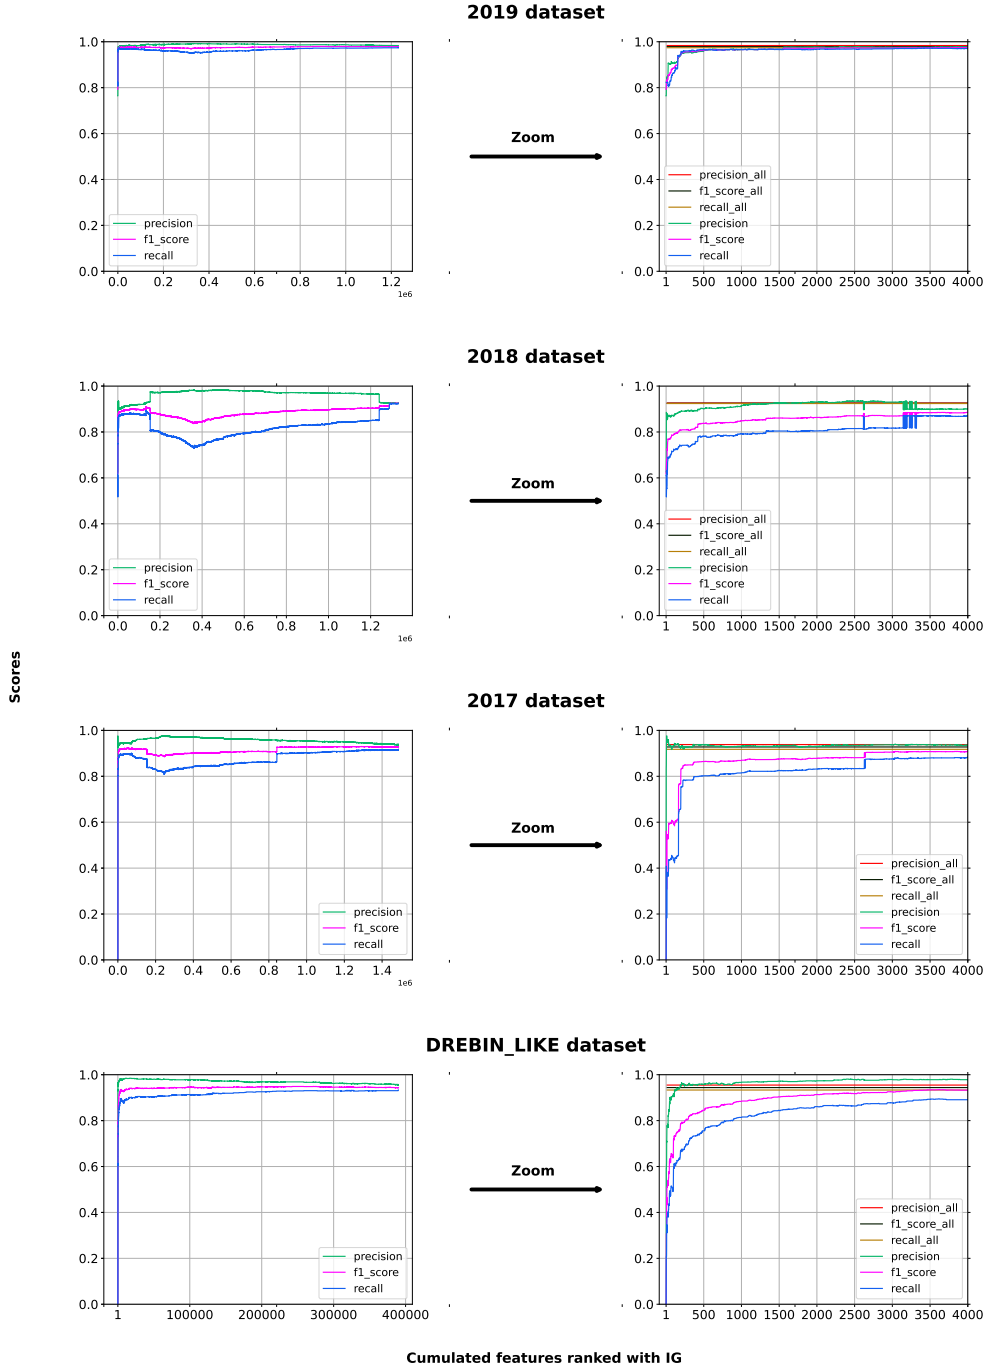 2019 dataset
1.0
0.8
0.6
0.4
0.2
0.0
precision
f1_score
recall
0.0 0.2 0.4 0.6 0.8 1.0 1.2
1e6
Zoom
1.0
0.8
0.6
0.4
0.2
0.0
precision_all
f1_score_all
recall_all
precision
f1_score
recall
1 500 1000 1500 2000 2500 3000 3500 4000
2018 dataset
1.0
0.8
0.6
0.4
0.2
0.0
precision
f1_score
recall
0.0 0.2 0.4 0.6 0.8 1.0 1.2
1e6
Zoom
1.0
0.8
0.6
0.4
0.2
0.0
precision_all
f1_score_all
recall_all
precision
f1_score
recall
1 500 1000 1500 2000 2500 3000 3500 4000
Scores
2017 dataset
1.0
0.8
0.6
0.4
0.2
0.0
precision
f1_score
recall
0.0 0.2 0.4 0.6 0.8 1.0 1.2 1.4
1e6
Zoom
1.0
0.8
0.6
0.4
0.2
0.0
precision_all
f1_score_all
recall_all
precision
f1_score
recall
1 500 1000 1500 2000 2500 3000 3500 4000
DREBIN_LIKE dataset
1.0
0.8
0.6
0.4
0.2
0.0
precision
f1_score
recall
1 100000 200000 300000 400000
Zoom
1.0
0.8
0.6
0.4
0.2
0.0
precision_all
f1_score_all
recall_all
precision
f1_score
recall
1 500 1000 1500 2000 2500 3000 3500 4000
Cumulated features ranked with IG